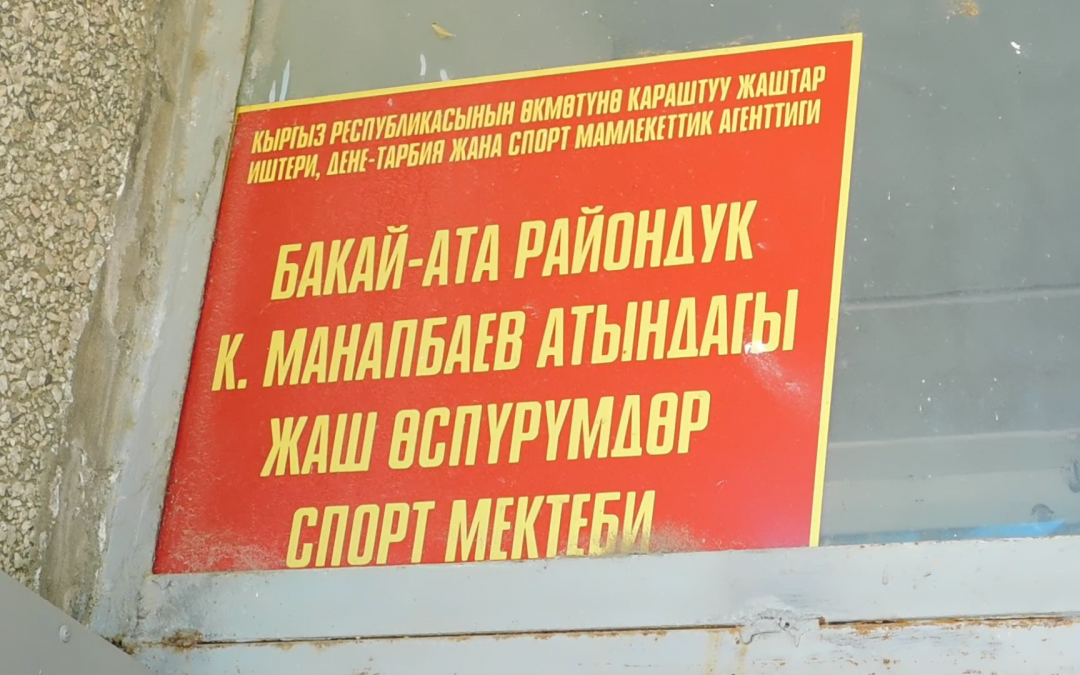 КЫРГЫЗ РЕСПУБЛИКАСЫНЫН ӨКМӨТҮНӨ КАРАШТУУ ЖАШТАР
ИШТЕРИ, ДЕНЕ-ТАРБИЯ ЖАНА СПОРТ МАМЛЕКЕТТИК АГЕНТТИГИ
БАКАЙ-АТА РАЙОНДУК
К. МАНАПБАЕВ АТЫНДАГЫ
ЖАШ ӨСПҮРҮМДӨР
СПОРТ МЕКТЕБИ